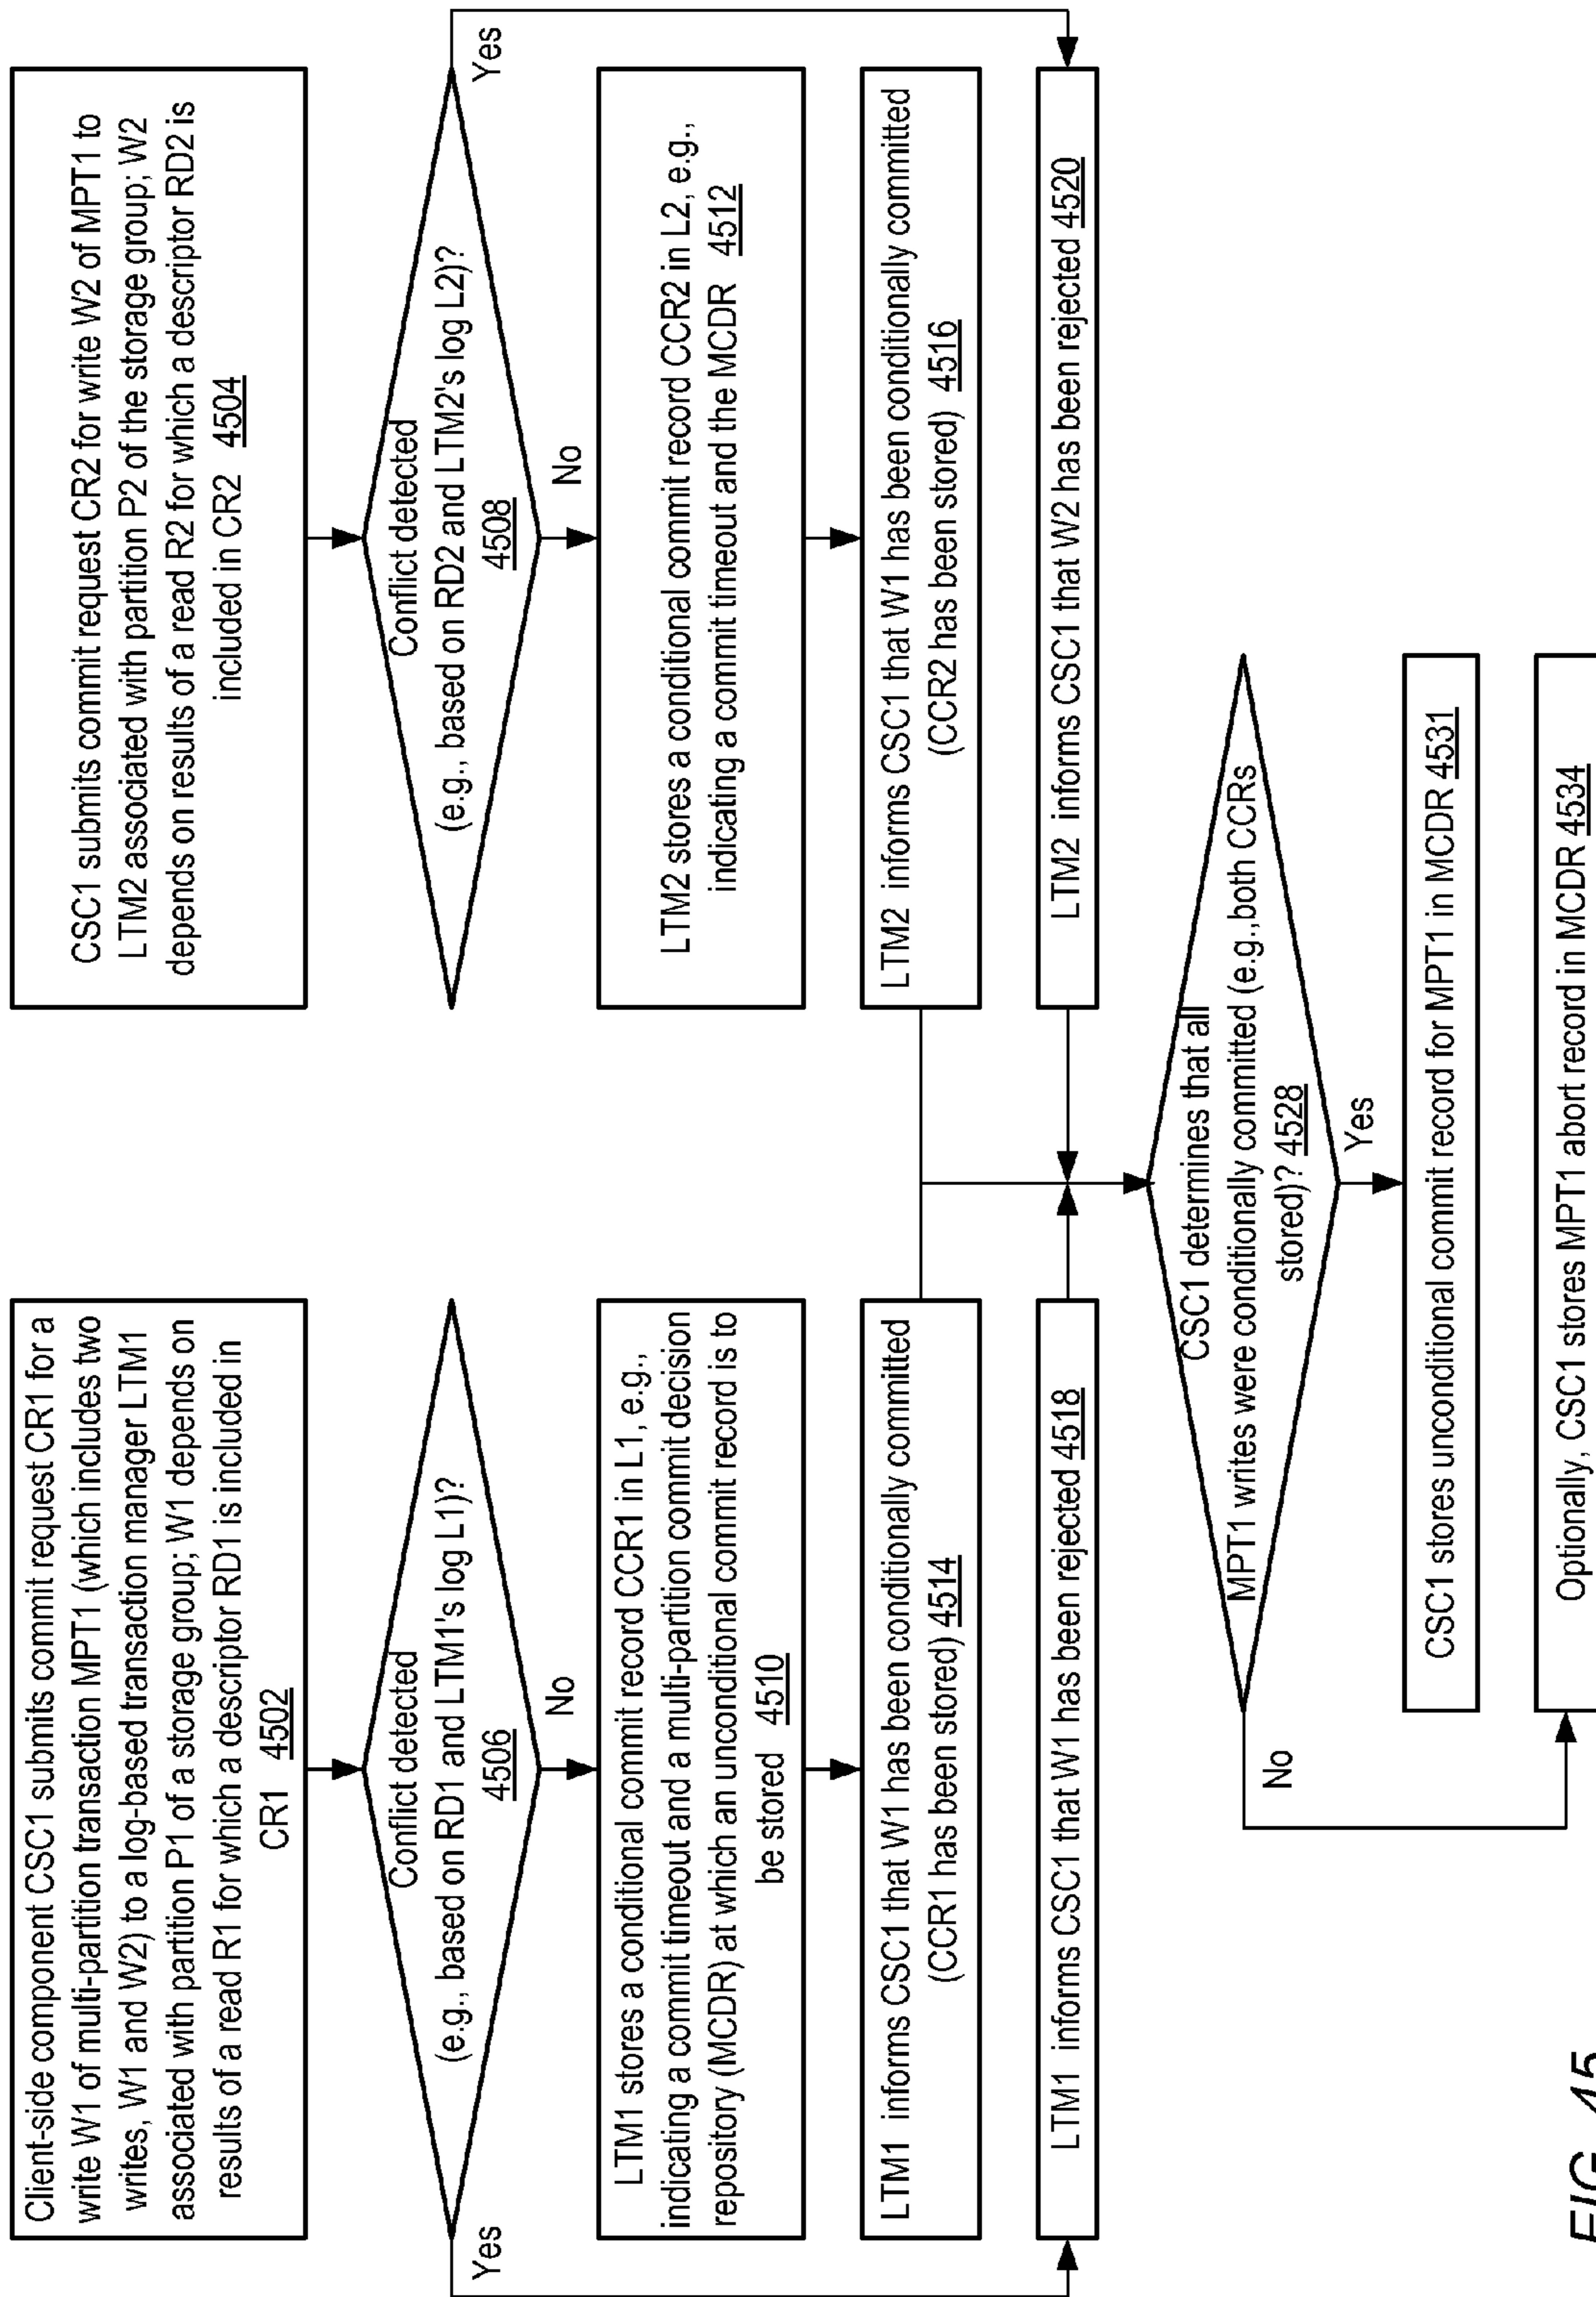 Client-side component CSC1 submits commit request CR1 for a
write W1 of multi-partition transaction MPT1 (which includes two
writes, W1 and W2) to a log-based transaction manager LTM1
associated with partition P1 of a storage group; W1 depends on
results of a read R1 for which a descriptor RD1 is included in
CR1 4502
Conflict detected
(e.g., based on RD1 and LTM1's log L1)?
4506
Yes
No
LTM1 stores a conditional commit record CCR1 in L1, e.g.,
indicating a commit timeout and a multi-partition commit decision
repository (MCDR) at which an unconditional commit record is to
be stored 4510
LTM1 informs CSC1 that W1 has been conditionally committed
(CCR1 has been stored) 4514
LTM1 informs CSC1 that W1 has been rejected 4518
CSC1 submits commit request CR2 for write W2 of MPT1 to
LTM2 associated with partition P2 of the storage group; W2
depends on results of a read R2 for which a descriptor RD2 is
included in CR2 4504
Conflict detected
(e.g., based on RD2 and LTM2's log L2)?
4508
Yes
No
LTM2 stores a conditional commit record CCR2 in L2, e.g.,
indicating a commit timeout and the MCDR 4512
LTM2 informs CSC1 that W1 has been conditionally committed
(CCR2 has been stored) 4516
LTM2 informs CSC1 that W2 has been rejected 4520
CSC1 determines that all
MPT1 writes were conditionally committed (e.g.,both CCRs
stored)? 4528
Yes
No
CSC1 stores unconditional commit record for MPT1 in MCDR 4531
Optionally, CSC1 stores MPT1 abort record in MCDR 4534
FIG. 45